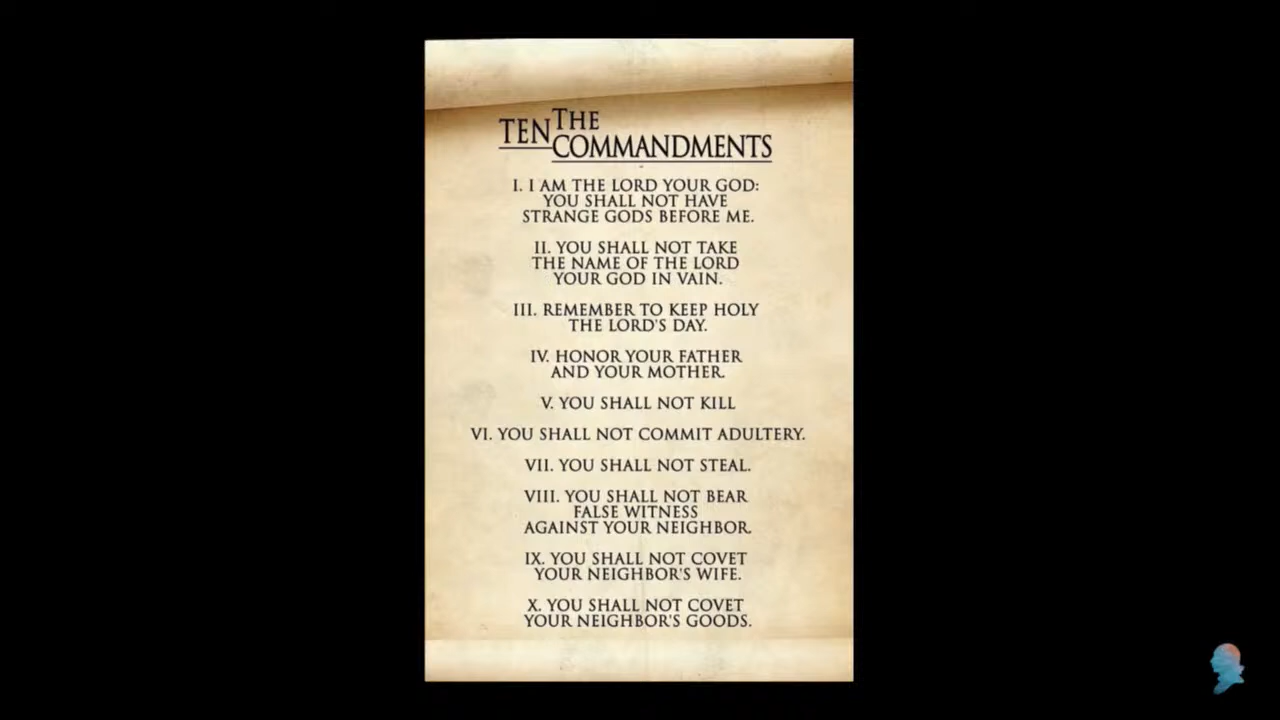 THE
TEN COMMANDMENTS
I. I AM THE LORD YOUR GOD:
YOU SHALL NOT HAVE
STRANGE GODS BEFORE ME.
II. YOU SHALL NOT TAKE
THE NAME OF THE LORD
YOUR GOD IN VAIN.
III. REMEMBER TO KEEP HOLY
THE LORD'S DAY.
IV. HONOR YOUR FATHER
AND YOUR MOTHER.
V. YOU SHALL NOT KILL
VI. YOU SHALL NOT COMMIT ADULTERY.
VII. YOU SHALL NOT STEAL.
VIII. YOU SHALL NOT BEAR
FALSE WITNESS
AGAINST YOUR NEIGHBOR.
IX. YOU SHALL NOT COVET
YOUR NEIGHBOR'S WIFE.
X. YOU SHALL NOT COVET
YOUR NEIGHBOR'S GOODS.